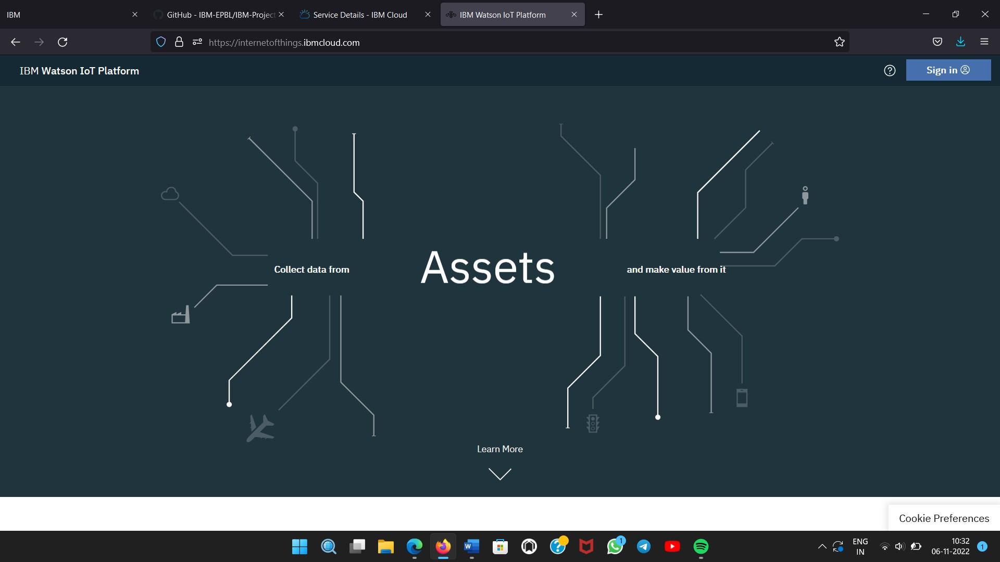 IBM
GitHub - IBM-EPBL/IBM-Project
Service Details - IBM Cloud
IBM Watson IoT Platform
https://internetofthings.ibmcloud.com
IBM Watson IoT Platform
Sign in
Collect data from
Assets
and make value from it
Learn More
Cookie Preferences
ENG
IN
10:32
06-11-2022
1
1